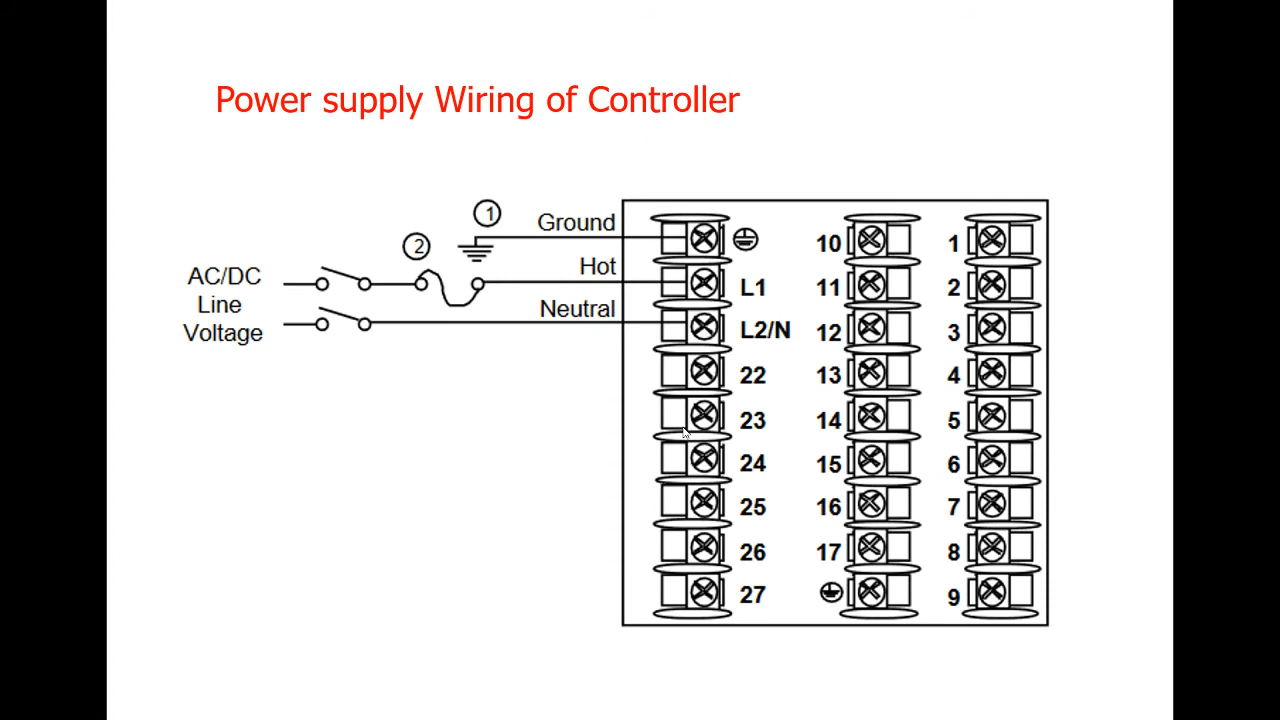 Power supply Wiring of Controller
1
Ground
2
Hot
AC/DC
Line
Voltage
Neutral
L1
L2/N
22
23
24
25
26
27
10
11
12
13
14
15
16
17
1
2
3
4
5
6
7
8
9